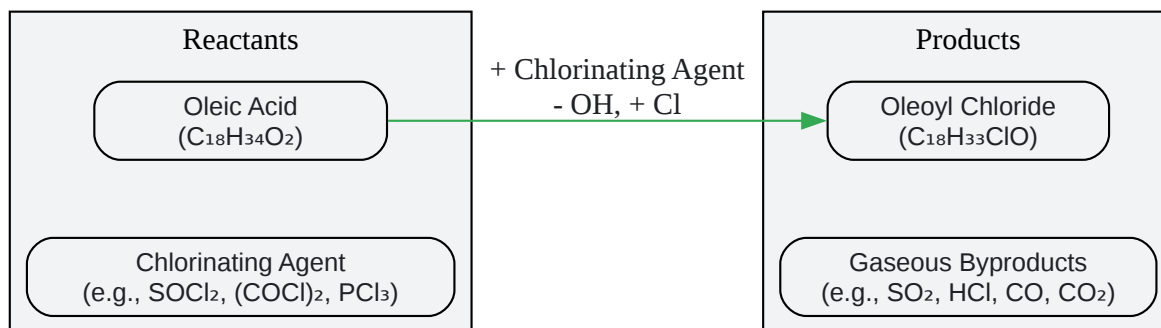 Reactants
Oleic Acid
(C₁₈H₃₄O₂)
Chlorinating Agent
(e.g., SOCl₂, (COCl)₂, PCl₃)
+ Chlorinating Agent
- OH, + Cl
Products
Oleoyl Chloride
(C₁₈H₃₃ClO)
Gaseous Byproducts
(e.g., SO₂, HCl, CO, CO₂)